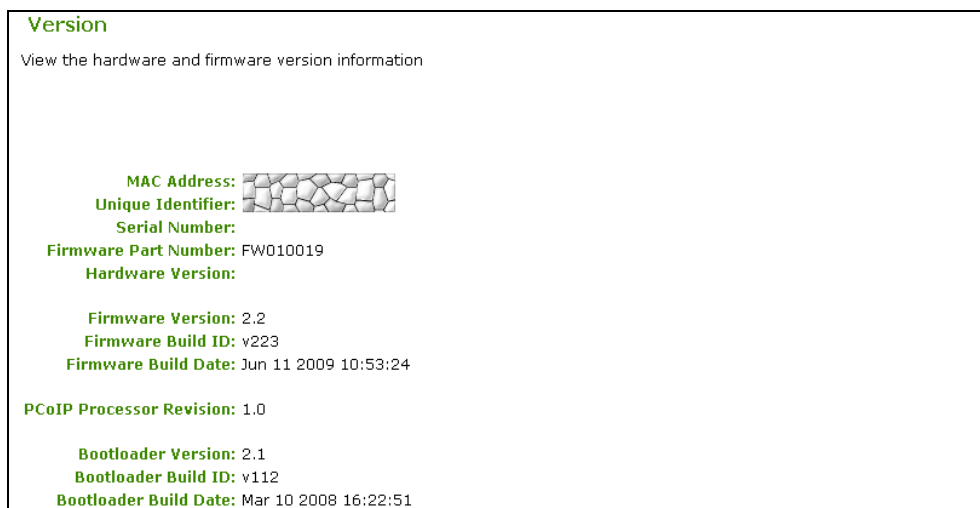 Version
View the hardware and firmware version information
MAC Address:
Unique Identifier:
Serial Number:
Firmware Part Number: FW010019
Hardware Version:
Firmware Version: 2.2
Firmware Build ID: v223
Firmware Build Date: Jun 11 2009 10:53:24
PCoIP Processor Revision: 1.0
Bootloader Version: 2.1
Bootloader Build ID: v112
Bootloader Build Date: Mar 10 2008 16:22:51